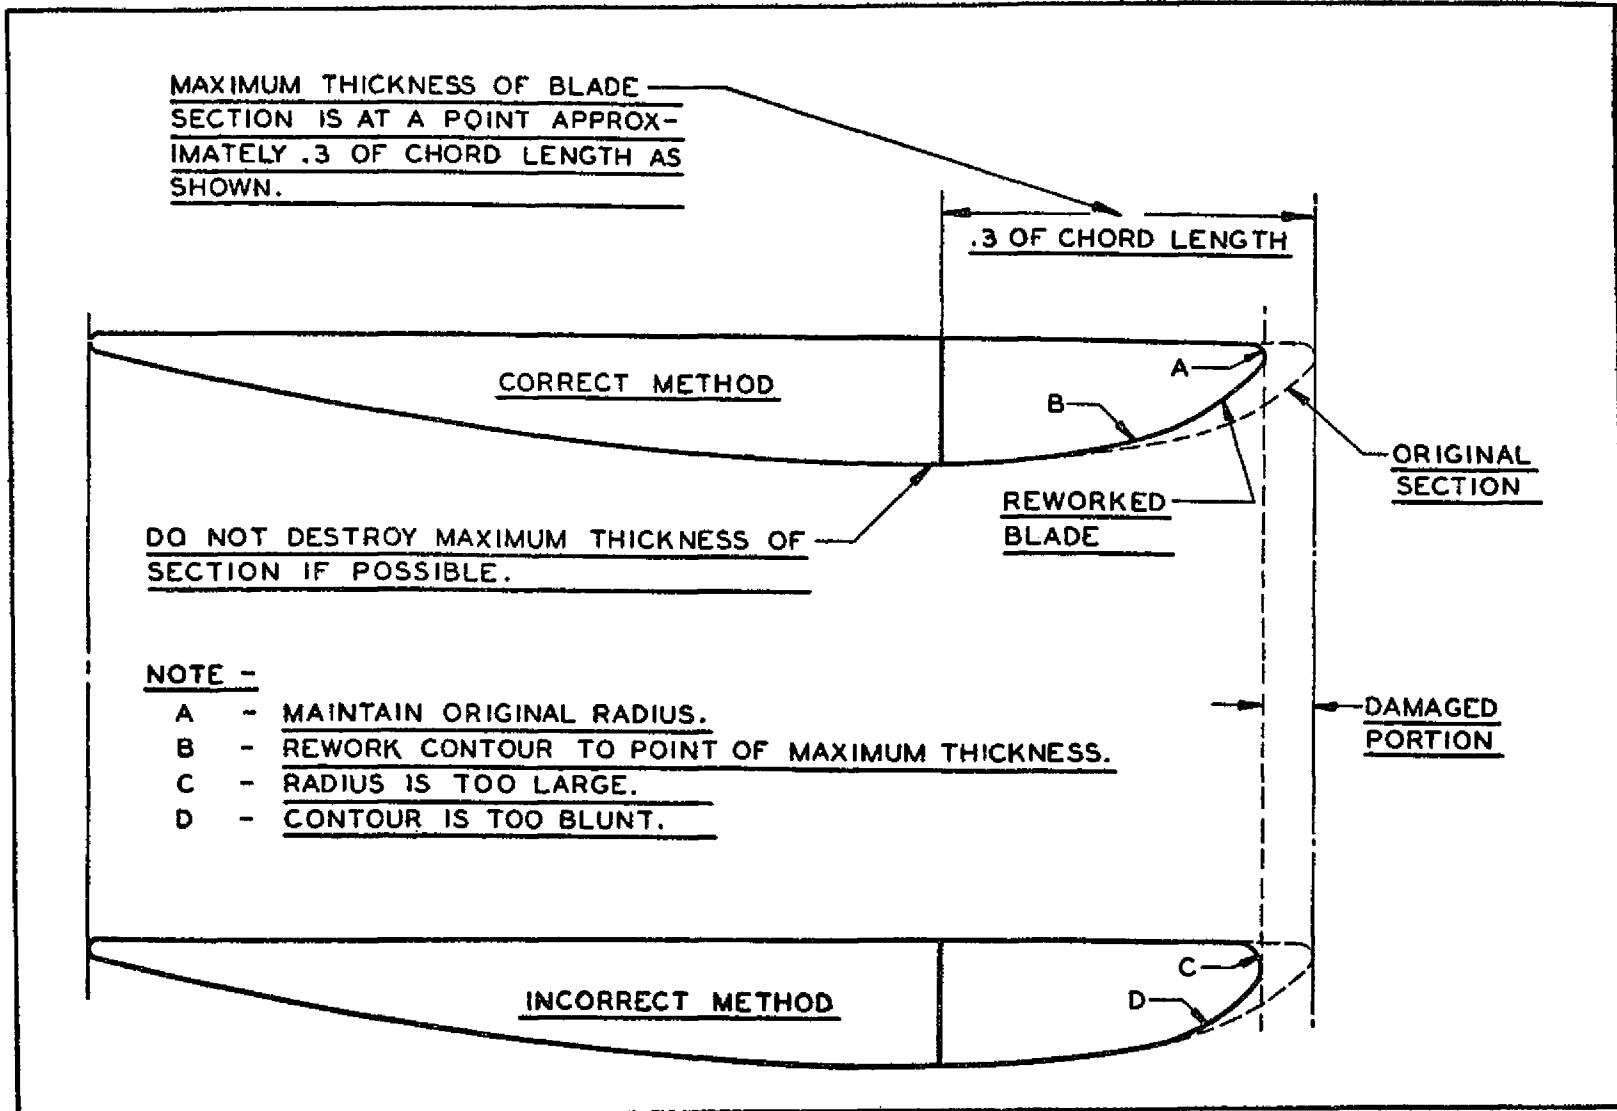 MAXIMUM THICKNESS OF BLADE
SECTION IS AT A POINT APPROX-
IMATELY .3 OF CHORD LENGTH AS
SHOWN.
.3 OF CHORD LENGTH
CORRECT METHOD
A
B
ORIGINAL
SECTION
REWORKED
BLADE
DO NOT DESTROY MAXIMUM THICKNESS OF
SECTION IF POSSIBLE.
NOTE -
A - MAINTAIN ORIGINAL RADIUS.
B - REWORK CONTOUR TO POINT OF MAXIMUM THICKNESS.
C - RADIUS IS TOO LARGE.
D - CONTOUR IS TOO BLUNT.
DAMAGED
PORTION
C
D
INCORRECT METHOD